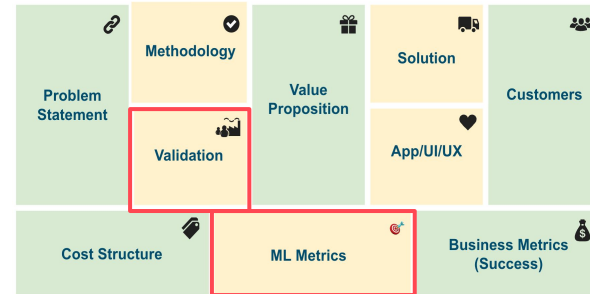 Problem
Statement
Methodology
Validation
Value
Proposition
Solution
App/UI/UX
Customers
Cost Structure
ML Metrics
Business Metrics
(Success)